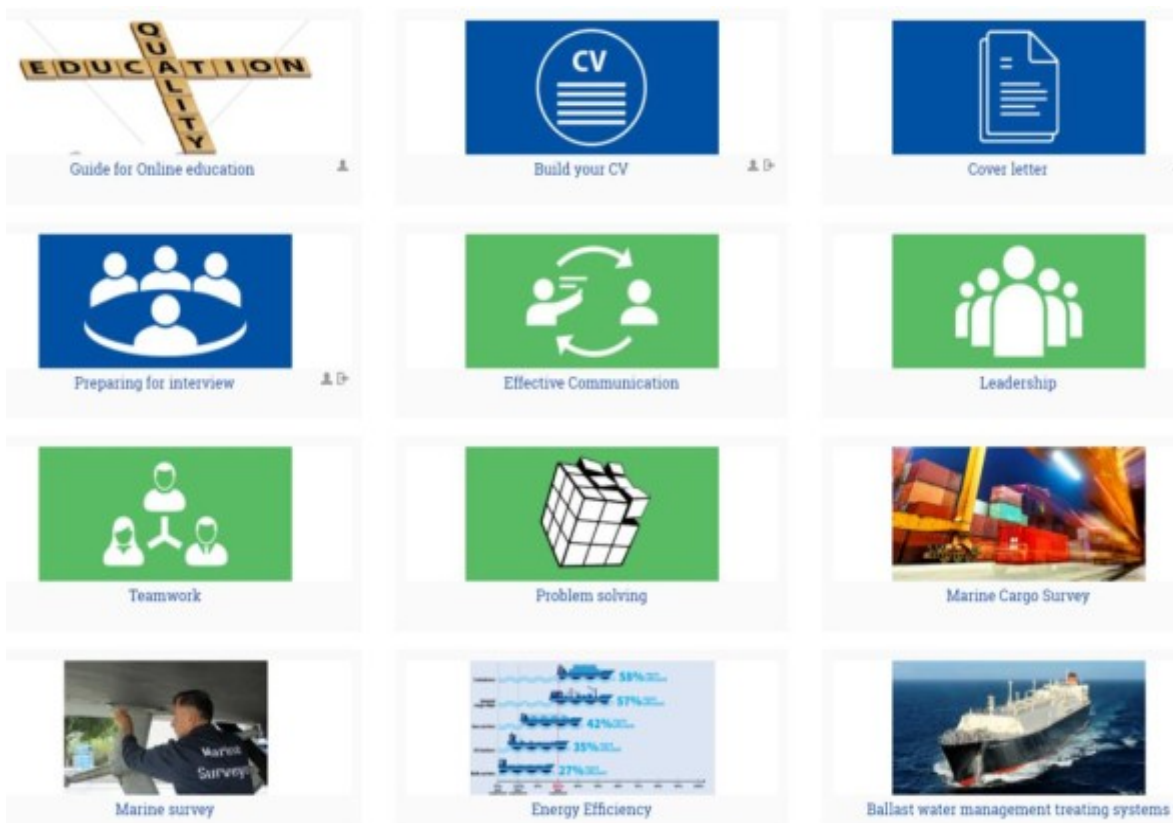 QUALITY
EDUCATION
Guide for Online education
CV
Build your CV
Cover letter
Preparing for interview
Effective Communication
Leadership
Teamwork
Problem solving
Marine Cargo Survey
Marine
Survey
Marine survey
58%
57%
42%
35%
27%
Energy Efficiency
Ballast water management treating systems